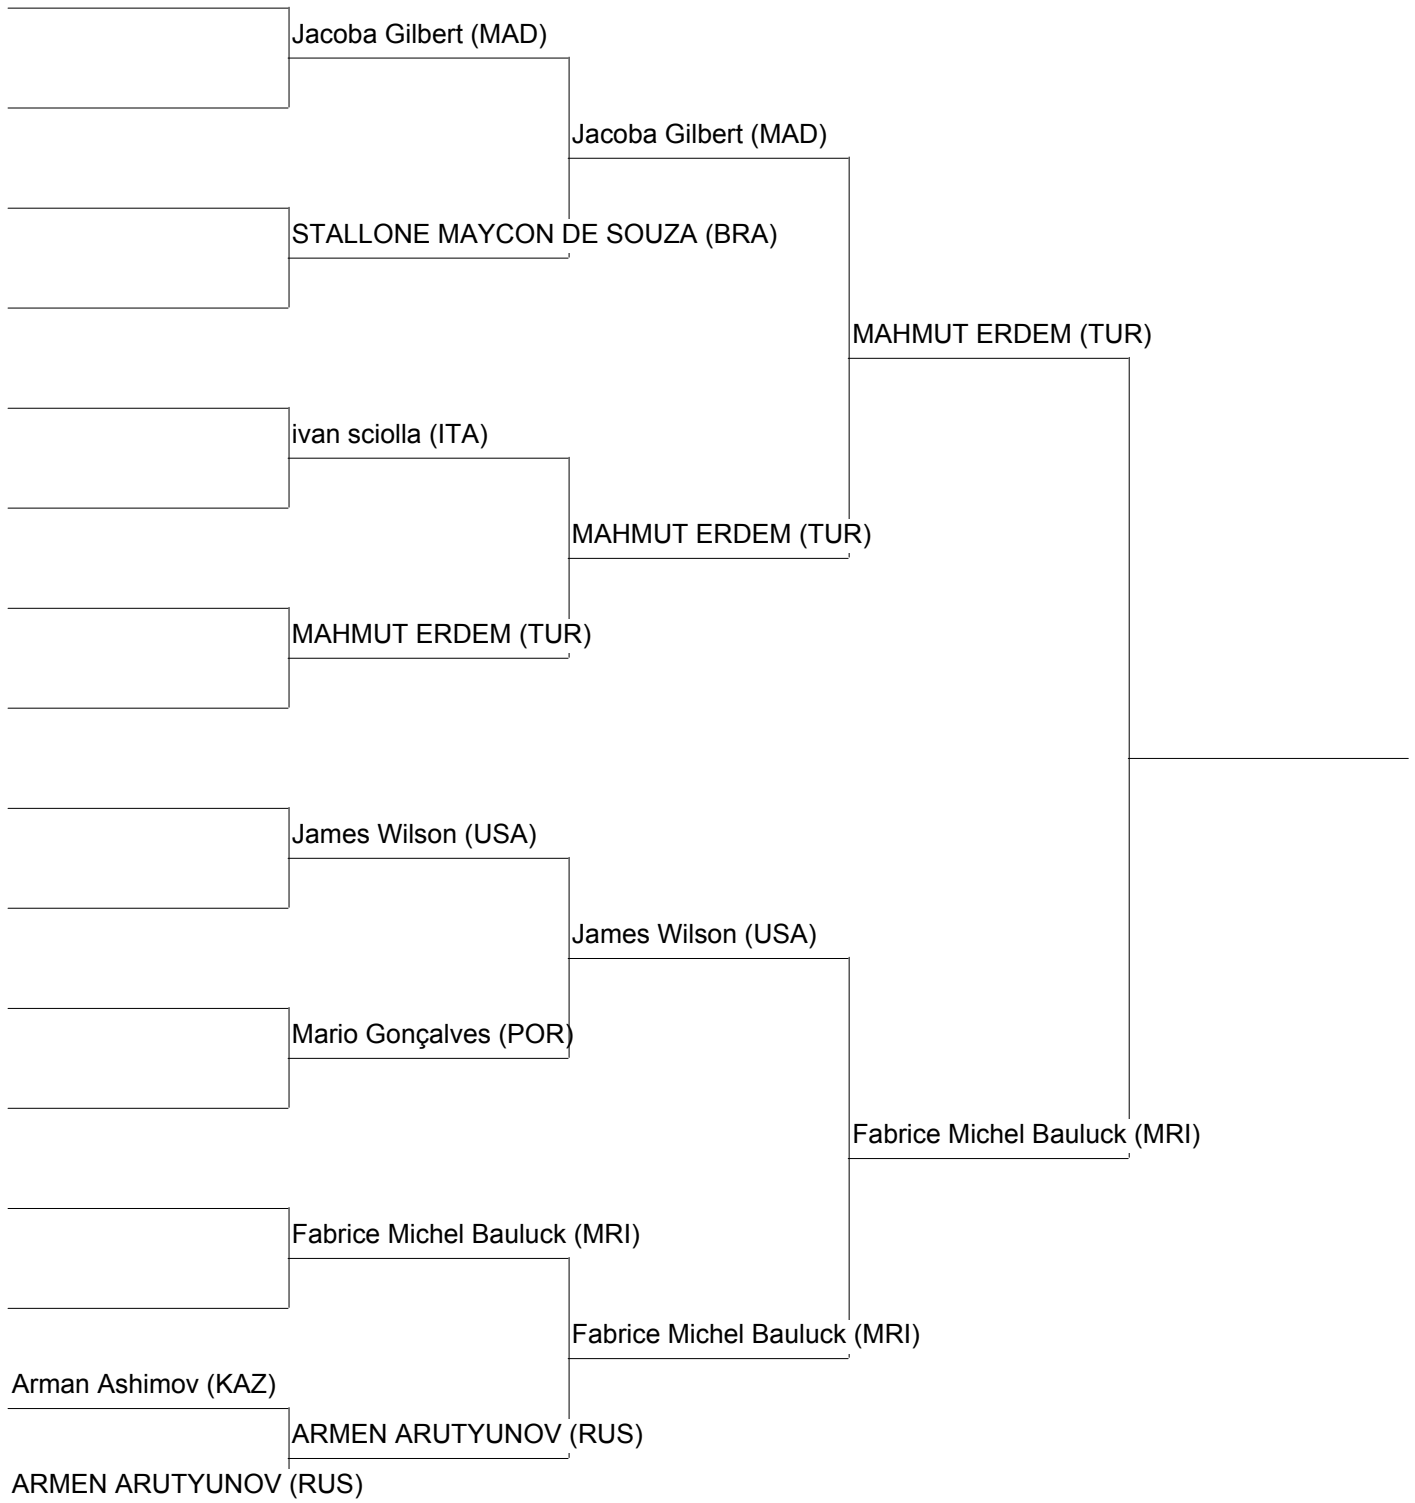 Jacoba Gilbert (MAD)
Jacoba Gilbert (MAD)
STALLONE MAYCON DE SOUZA (BRA)
MAHMUT ERDEM (TUR)
ivan sciolla (ITA)
MAHMUT ERDEM (TUR)
MAHMUT ERDEM (TUR)
James Wilson (USA)
James Wilson (USA)
Mario Gonçalves (POR)
Fabrice Michel Bauluck (MRI)
Fabrice Michel Bauluck (MRI)
Fabrice Michel Bauluck (MRI)
Arman Ashimov (KAZ)
ARMEN ARUTYUNOV (RUS)
ARMEN ARUTYUNOV (RUS)